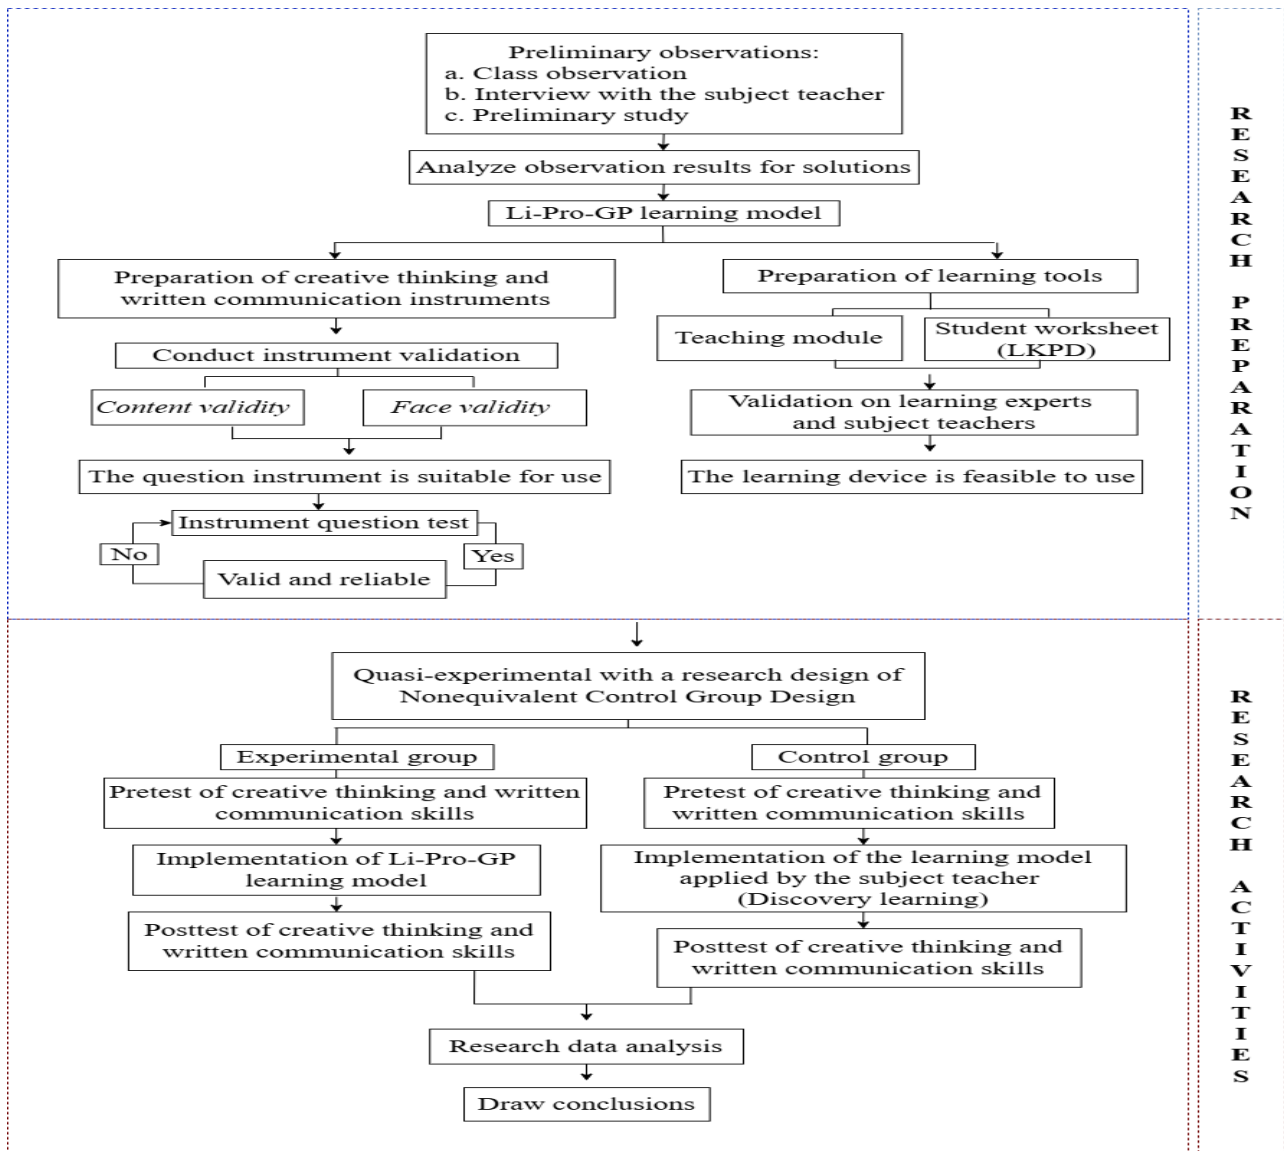 Preliminary observations:
a. Class observation
b. Interview with the subject teacher
c. Preliminary study
Analyze observation results for solutions
Li-Pro-GP learning model
Preparation of creative thinking and
written communication instruments
Conduct instrument validation
Content validity
Face validity
The question instrument is suitable for use
Instrument question test
No
Yes
Valid and reliable
Preparation of learning tools
Teaching module
Student worksheet
(LKPD)
Validation on learning experts
and subject teachers
The learning device is feasible to use
RESEARCH PREPARATION
Quasi-experimental with a research design of
Nonequivalent Control Group Design
Experimental group
Pretest of creative thinking and written
communication skills
Implementation of Li-Pro-GP
learning model
Posttest of creative thinking and
written communication skills
Control group
Pretest of creative thinking and
written communication skills
Implementation of the learning model
applied by the subject teacher
(Discovery learning)
Posttest of creative thinking and
written communication skills
Research data analysis
Draw conclusions
RESEARCH ACTIVITIES